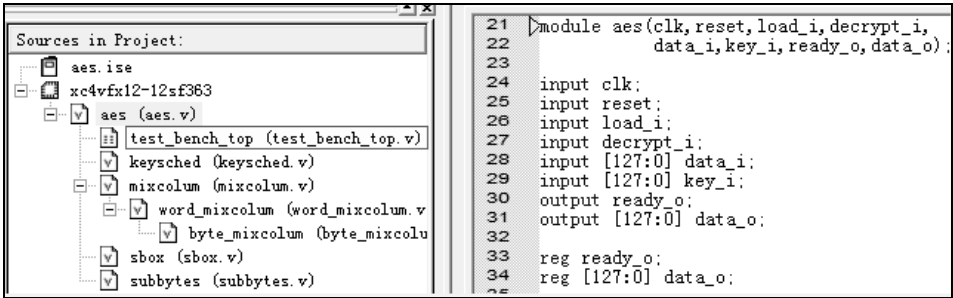 Sources in Project:
aes.ise
xc4vfx12-12sf363
aes (aes.v)
test_bench_top (test_bench_top.v)
keysched (keysched.v)
mixcolum (mixcolum.v)
word_mixcolum (word_mixcolum.v
byte_mixcolum (byte_mixcolu
sbox (sbox.v)
subbytes (subbytes.v)
21 module aes(clk,reset,load_i,decrypt_i,
22 data_i,key_i,ready_o,data_o);
23
24 input clk;
25 input reset;
26 input load_i;
27 input decrypt_i;
28 input [127:0] data_i;
29 input [127:0] key_i;
30 output ready_o;
31 output [127:0] data_o;
32
33 reg ready_o;
34 reg [127:0] data_o;